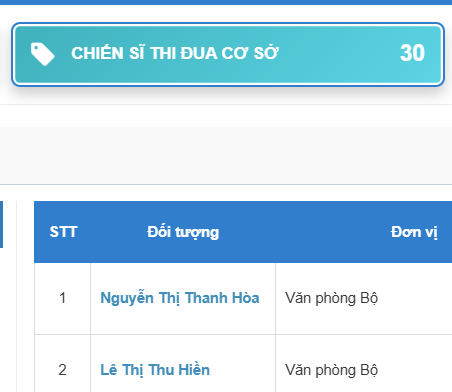 CHIẾN SĨ THI ĐUA CƠ SỞ 30
STT Đối tượng Đơn vị
1 Nguyễn Thị Thanh Hòa Văn phòng Bộ
2 Lê Thị Thu Hiền Văn phòng Bộ